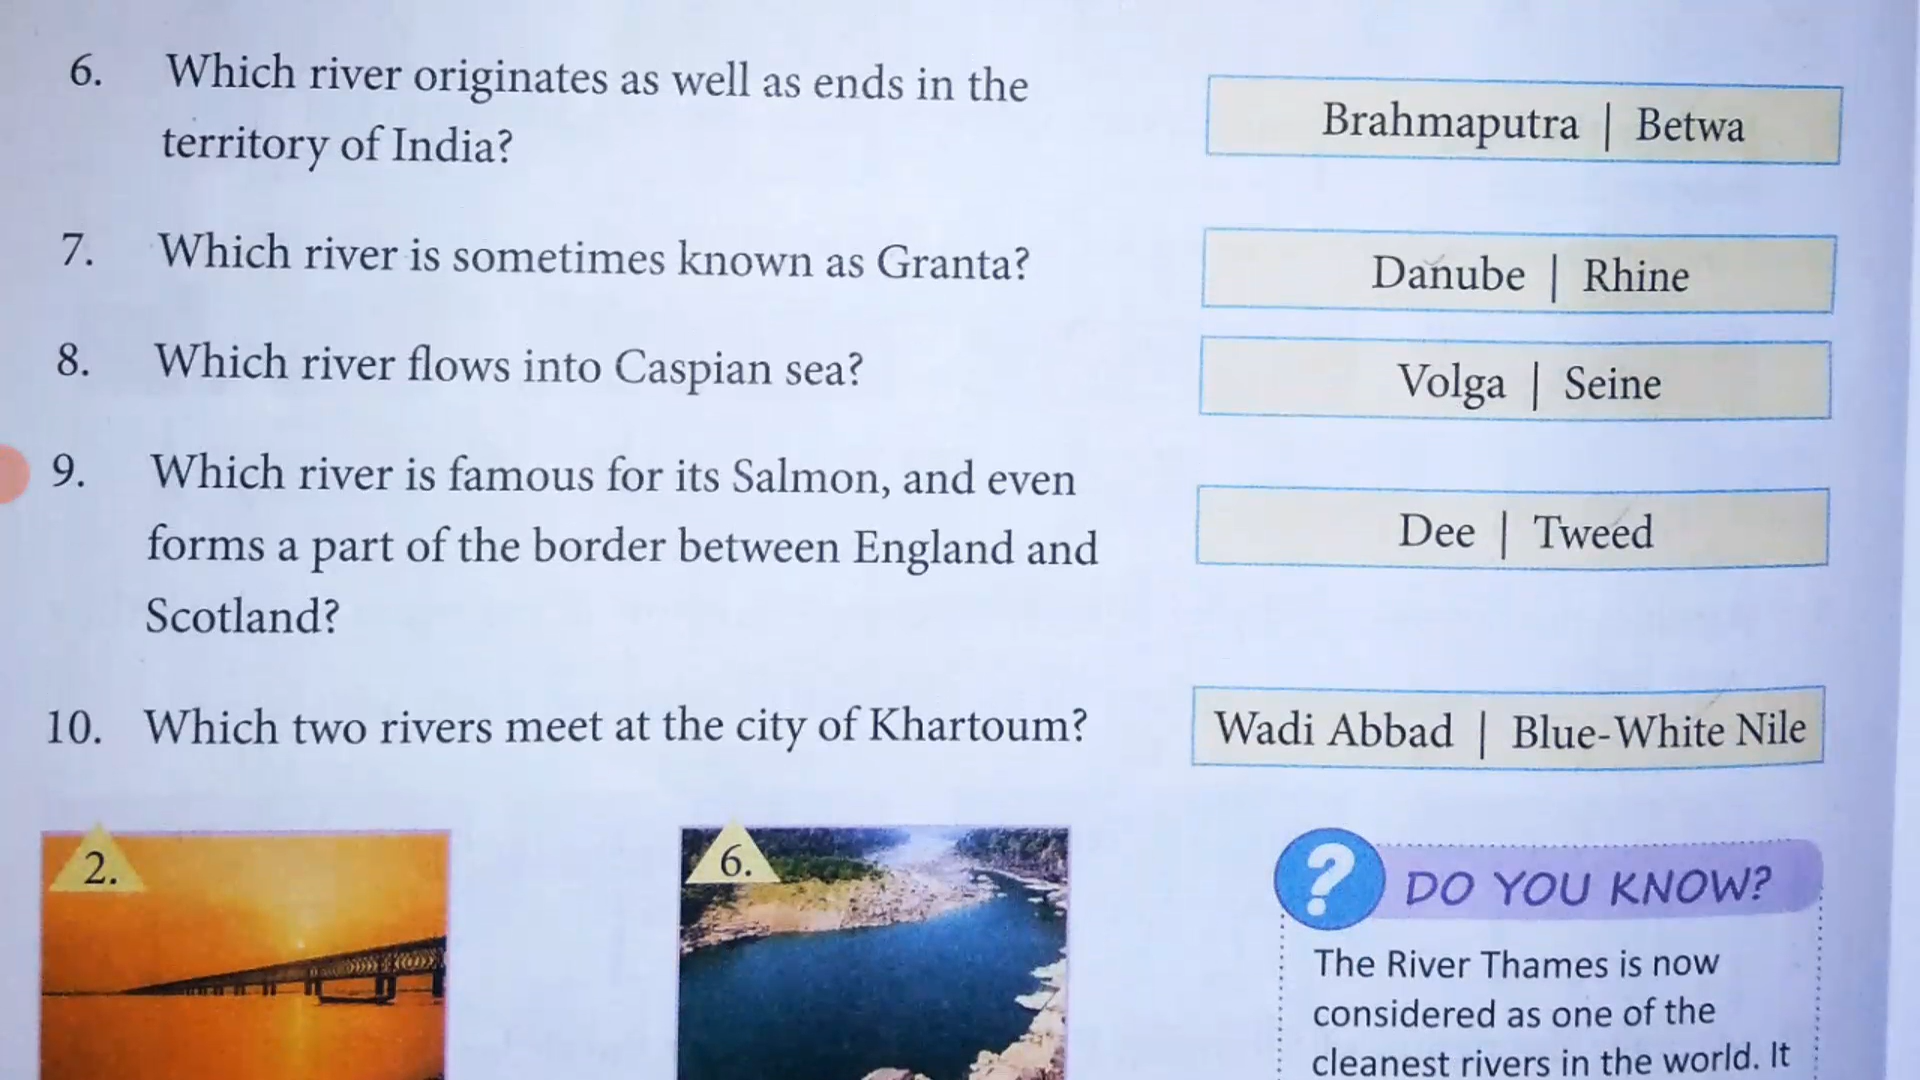 6. Which river originates as well as ends in the
territory of India?
Brahmaputra | Betwa
7. Which river is sometimes known as Granta?
Danube | Rhine
8. Which river flows into Caspian sea?
Volga | Seine
9. Which river is famous for its Salmon, and even
forms a part of the border between England and
Scotland?
Dee | Tweed
10. Which two rivers meet at the city of Khartoum?
Wadi Abbad | Blue-White Nile
2.
6.
? DO YOU KNOW?
The River Thames is now
considered as one of the
cleanest rivers in the world. It